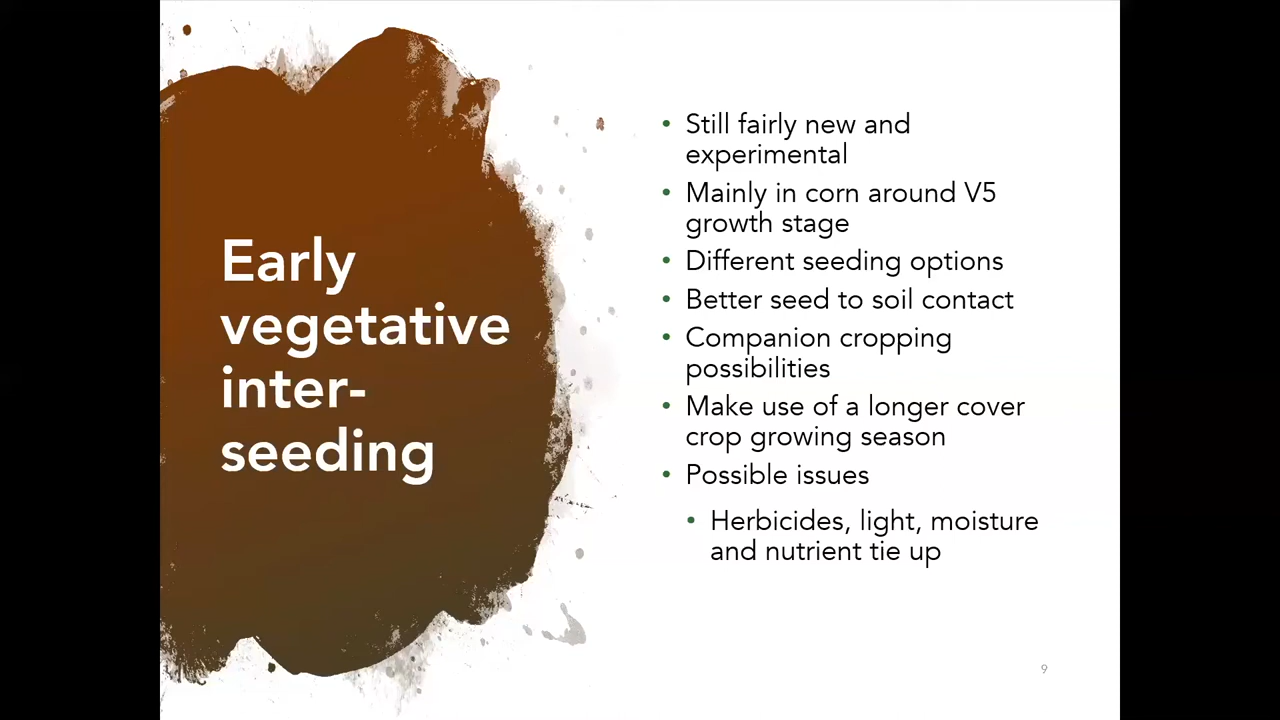 Early
vegetative
inter-
seeding
• Still fairly new and
experimental
• Mainly in corn around V5
growth stage
• Different seeding options
• Better seed to soil contact
• Companion cropping
possibilities
• Make use of a longer cover
crop growing season
• Possible issues
• Herbicides, light, moisture
and nutrient tie up
9